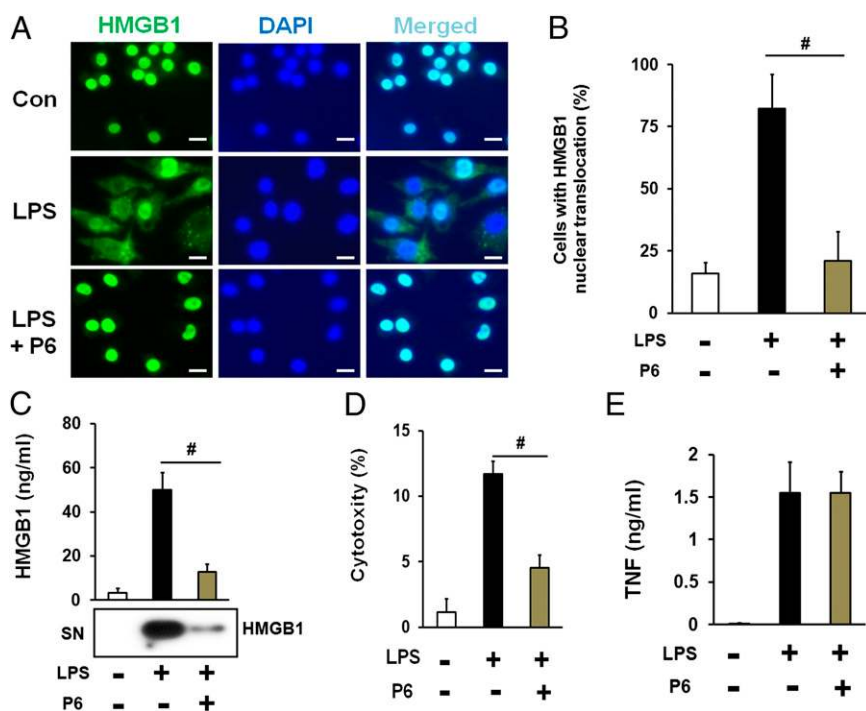 A
HMGB1 DAPI Merged
Con
LPS
LPS
+ P6
B
Cells with HMGB1
nuclear translocation (%)
100
75
50
25
0
#
LPS - + +
P6 - - +
C
HMGB1 (ng/ml)
80
60
40
20
0
#
SN HMGB1
LPS - + +
P6 - - +
D
Cytotoxity (%)
15
10
5
0
#
LPS - + +
P6 - - +
E
TNF (ng/ml)
2
1.5
1
0.5
0
LPS - + +
P6 - - +